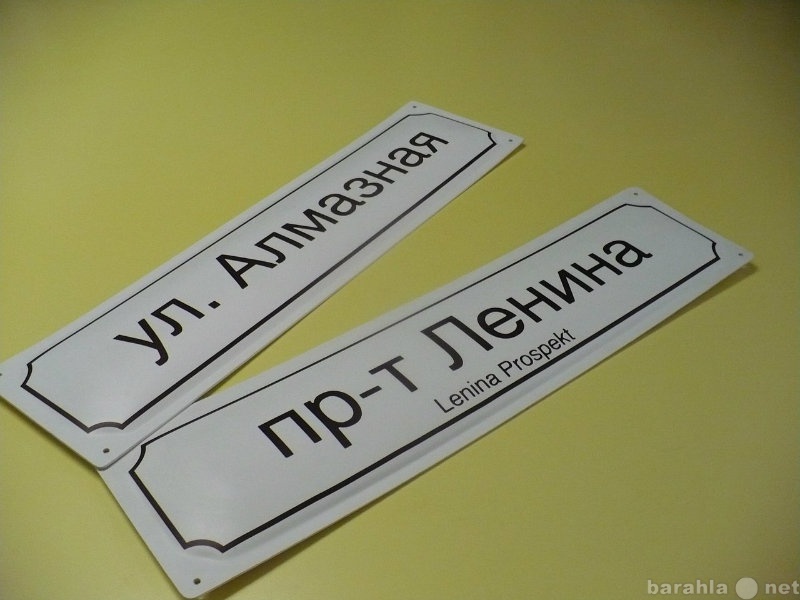 ул. Алмазная
пр-т Ленина
Lenina Prospekt
barahla net